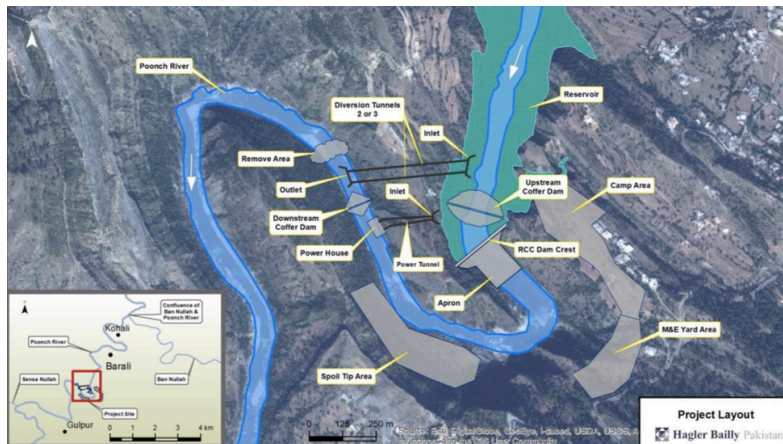 Poonch River
Diversion Tunnels
2 or 3
Inlet
Reservoir
Remove Area
Outlet
Inlet
Upstream
Coffer Dam
Camp Area
Downstream
Coffer Dam
Power House
Power Tunnel
RCC Dam Crest
Apron
M&E Yard Area
Spoil Tip Area
Confluence of
Ban Nullah &
Poonch River
Kohali
Poonch River
Barali
Sensa Nullah
Ban Nullah
Project Site
Gulpur
0 1 2 3 4 km
0 125 250 m
Project Layout
Hagler Bailly Pakistan